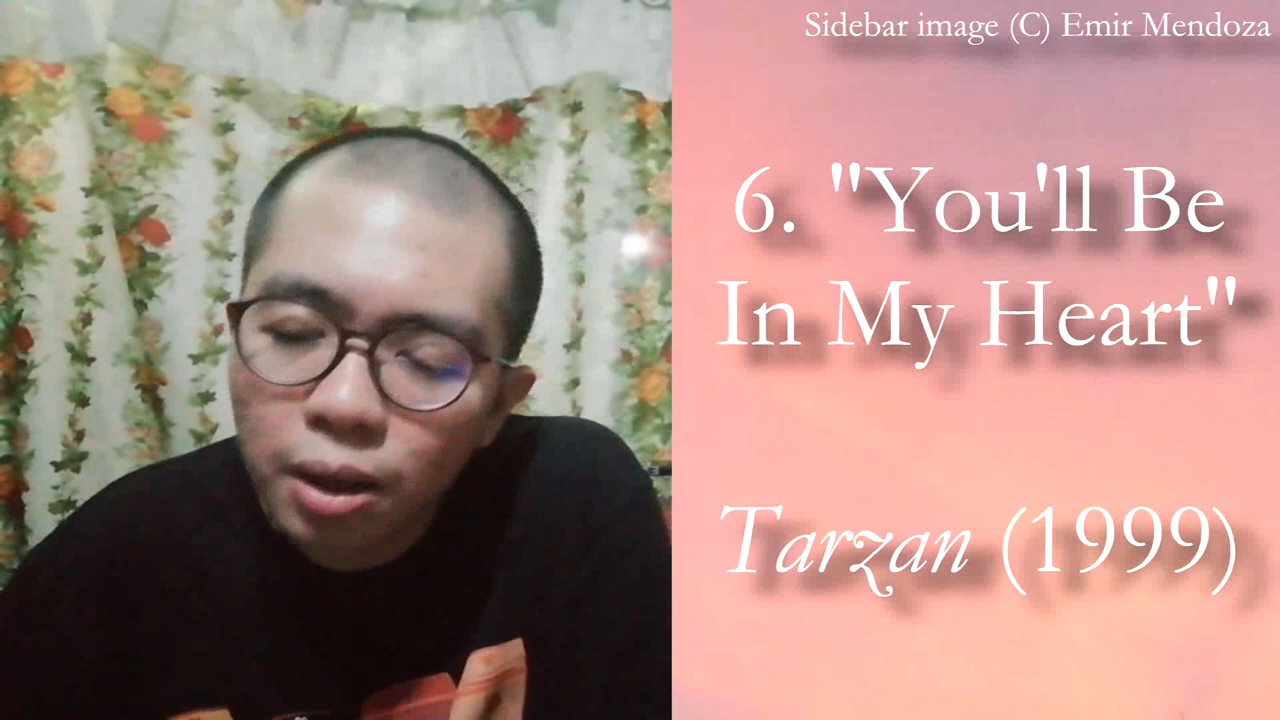 Sidebar image (C) Emir Mendoza
6. "You'll Be
In My Heart"
Tarzan (1999)